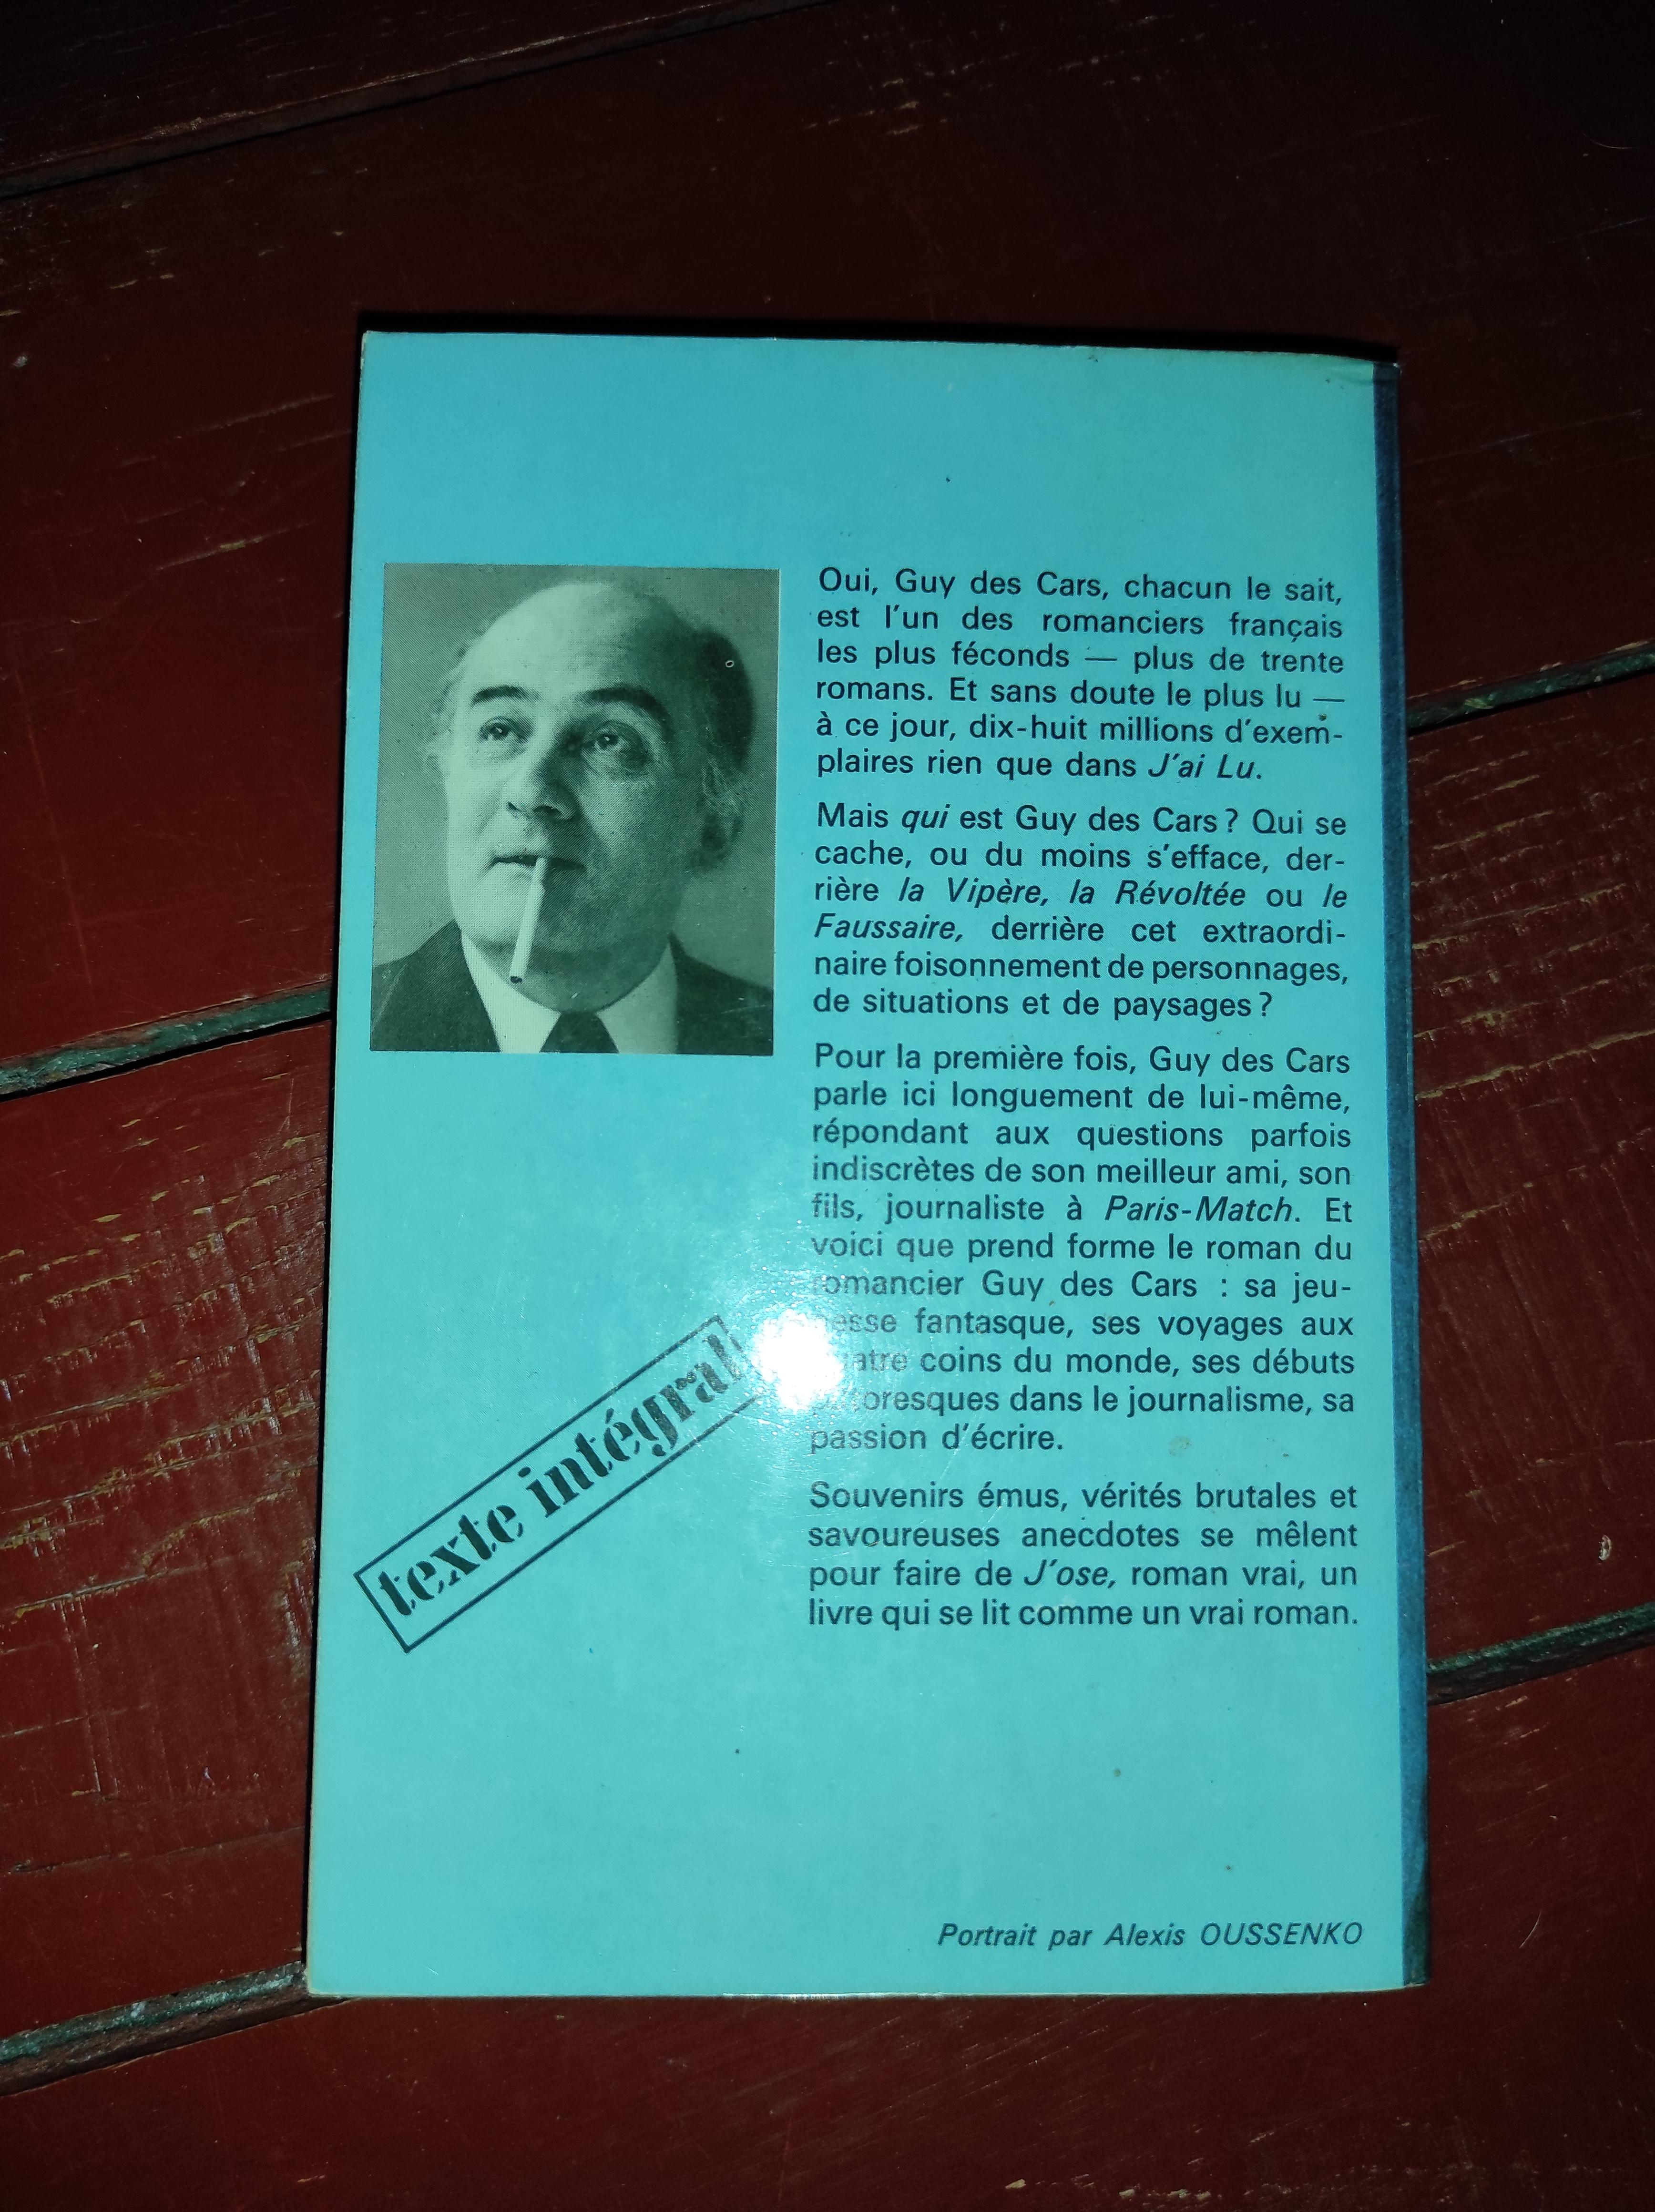 Oui, Guy des Cars, chacun le sait,
est l'un des romanciers français
les plus féconds — plus de trente
romans. Et sans doute le plus lu —
à ce jour, dix-huit millions d'exem-
plaires rien que dans J'ai Lu.
Mais qui est Guy des Cars ? Qui se
cache, ou du moins s'efface, der-
rière la Vipère, la Révoltée ou le
Faussaire, derrière cet extraordi-
naire foisonnement de personnages,
de situations et de paysages ?
Pour la première fois, Guy des Cars
parle ici longuement de lui-même,
répondant aux questions parfois
indiscrètes de son meilleur ami, son
fils, journaliste à Paris-Match. Et
voici que prend forme le roman du
romancier Guy des Cars : sa jeu-
fantasque, ses voyages aux
coins du monde, ses débuts
dans le journalisme, sa
passion d'écrire.
Souvenirs émus, vérités brutales et
savoureuses anecdotes se mêlent
pour faire de J'ose, roman vrai, un
livre qui se lit comme un vrai roman.
texte intégral
Portrait par Alexis OUSSENKO